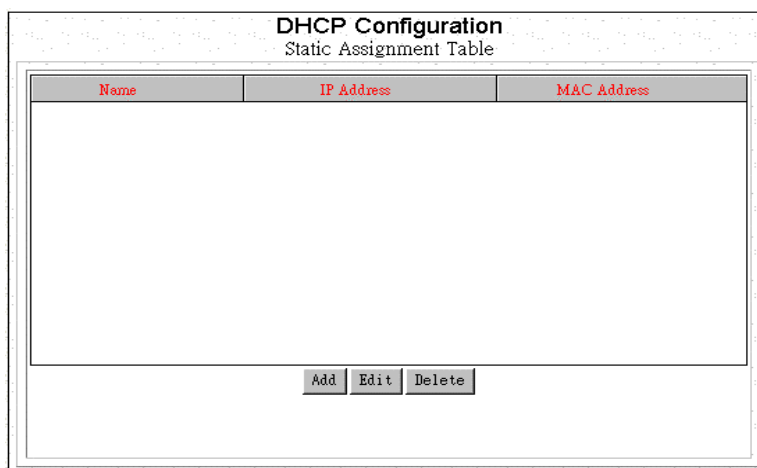 DHCP Configuration
Static Assignment Table
Name IP Address MAC Address
Add Edit Delete